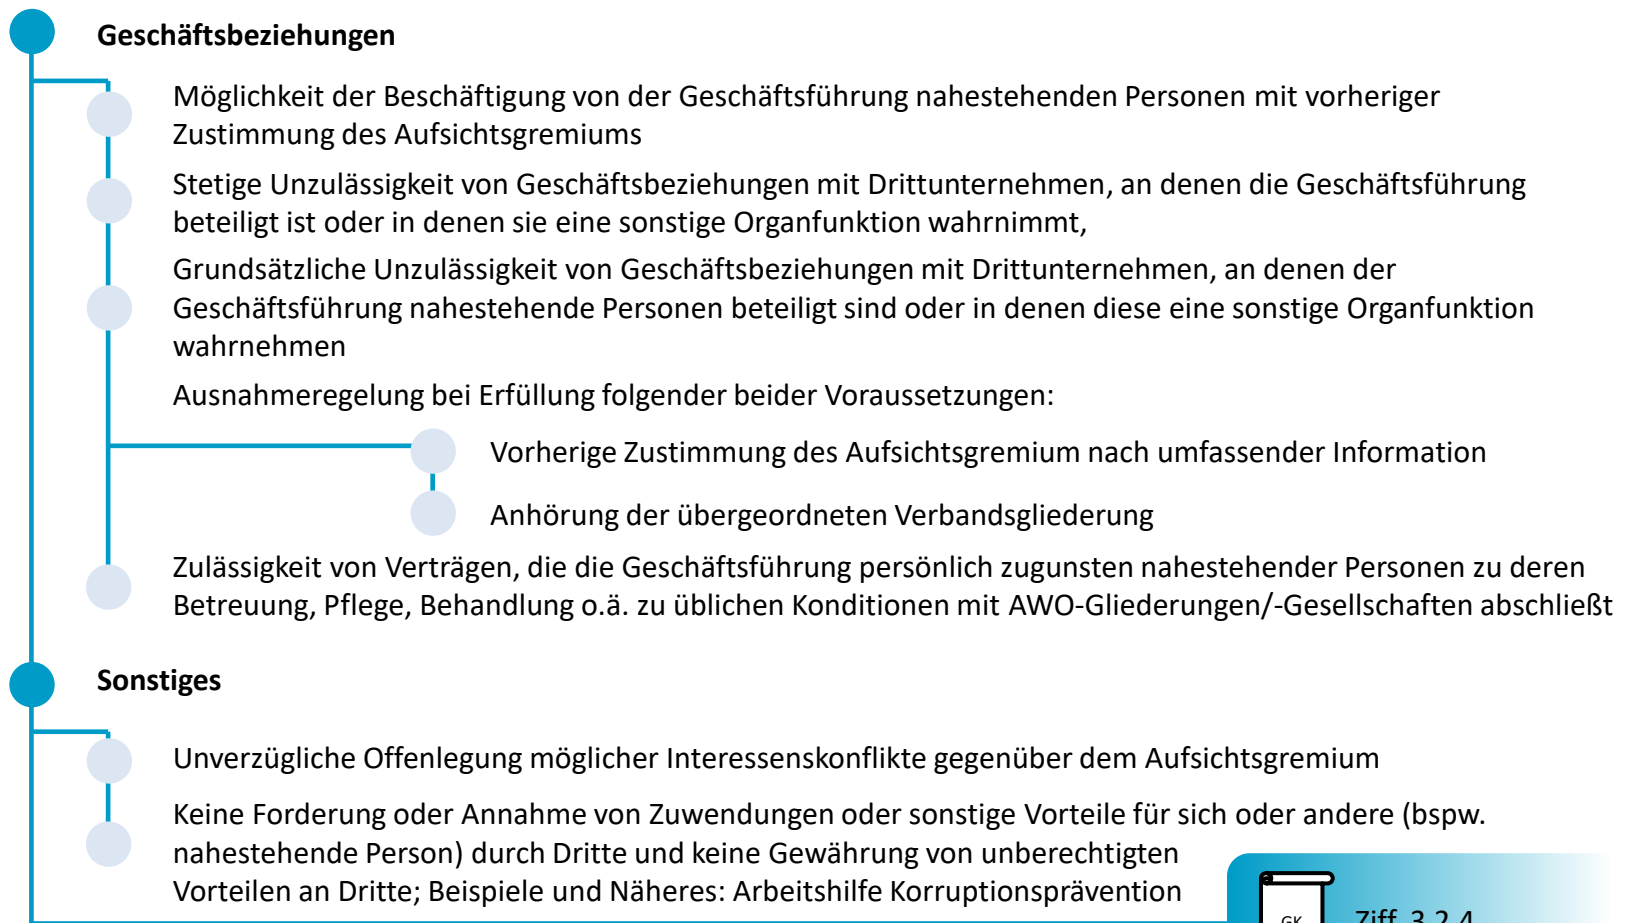 Geschäftsbeziehungen
Möglichkeit der Beschäftigung von der Geschäftsführung nahestehenden Personen mit vorheriger
Zustimmung des Aufsichtsgremiums
Stetige Unzulässigkeit von Geschäftsbeziehungen mit Drittunternehmen, an denen die Geschäftsführung
beteiligt ist oder in denen sie eine sonstige Organfunktion wahrnimmt,
Grundsätzliche Unzulässigkeit von Geschäftsbeziehungen mit Drittunternehmen, an denen der
Geschäftsführung nahestehende Personen beteiligt sind oder in denen diese eine sonstige Organfunktion
wahrnehmen
Ausnahmeregelung bei Erfüllung folgender beider Voraussetzungen:
Vorherige Zustimmung des Aufsichtsgremium nach umfassender Information
Anhörung der übergeordneten Verbandsgliederung
Zulässigkeit von Verträgen, die die Geschäftsführung persönlich zugunsten nahestehender Personen zu deren
Betreuung, Pflege, Behandlung o.ä. zu üblichen Konditionen mit AWO-Gliederungen/-Gesellschaften abschließt
Sonstiges
Unverzügliche Offenlegung möglicher Interessenskonflikte gegenüber dem Aufsichtsgremium
Keine Forderung oder Annahme von Zuwendungen oder sonstige Vorteile für sich oder andere (bspw.
nahestehende Person) durch Dritte und keine Gewährung von unberechtigten
Vorteilen an Dritte; Beispiele und Näheres: Arbeitshilfe Korruptionsprävention
GK
Ziff. 3.2.4